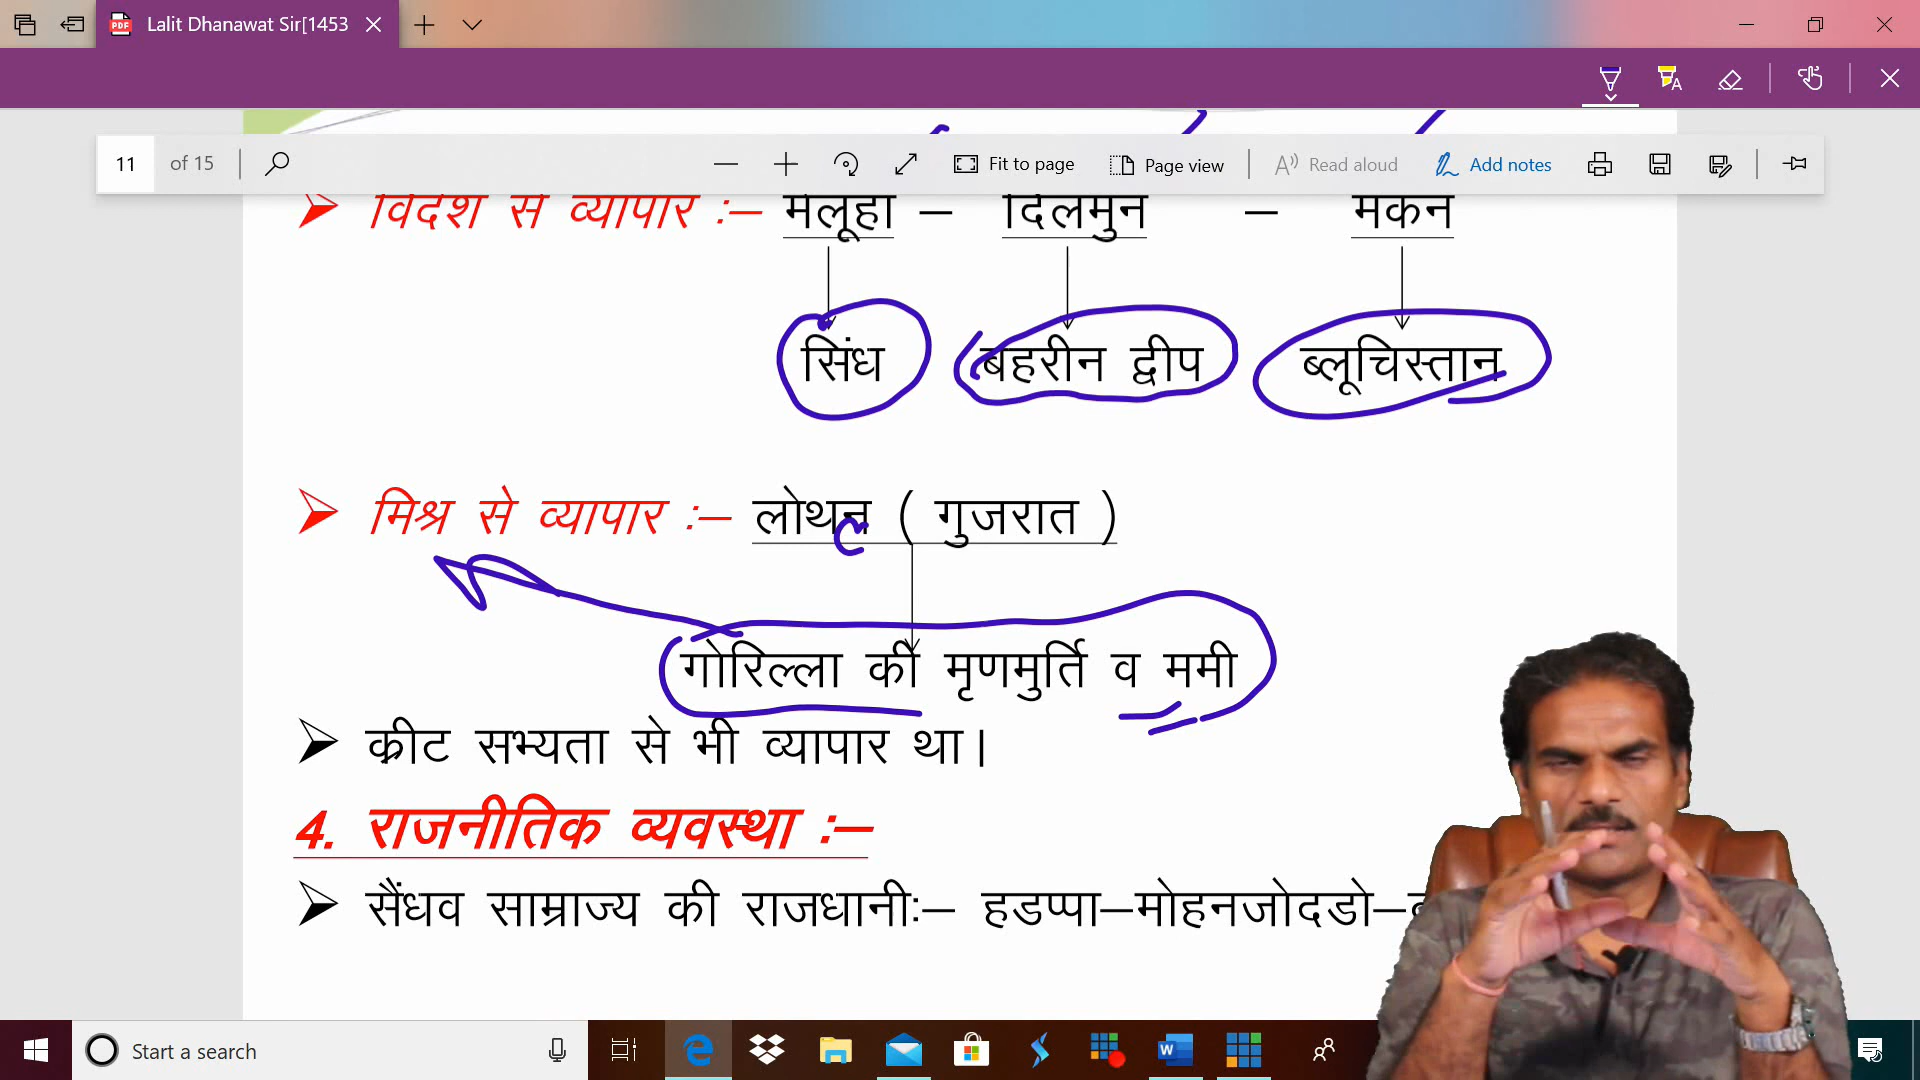 Lalit Dhanawat Sir[1453
11 of 15 Fit to page Page view Read aloud Add notes
विदेश से व्यापार :– मेलूहा – दिलमुन – मकन
सिंध बहरीन द्वीप ब्लूचिस्तान
मिश्र से व्यापार :– लोथन ( गुजरात )
गोरिल्ला की मृणमुर्ति व ममी
क्रीट सभ्यता से भी व्यापार था।
4. राजनीतिक व्यवस्था :–
सैंधव साम्राज्य की राजधानीः– हडप्पा–मोहनजोदडो–
Start a search